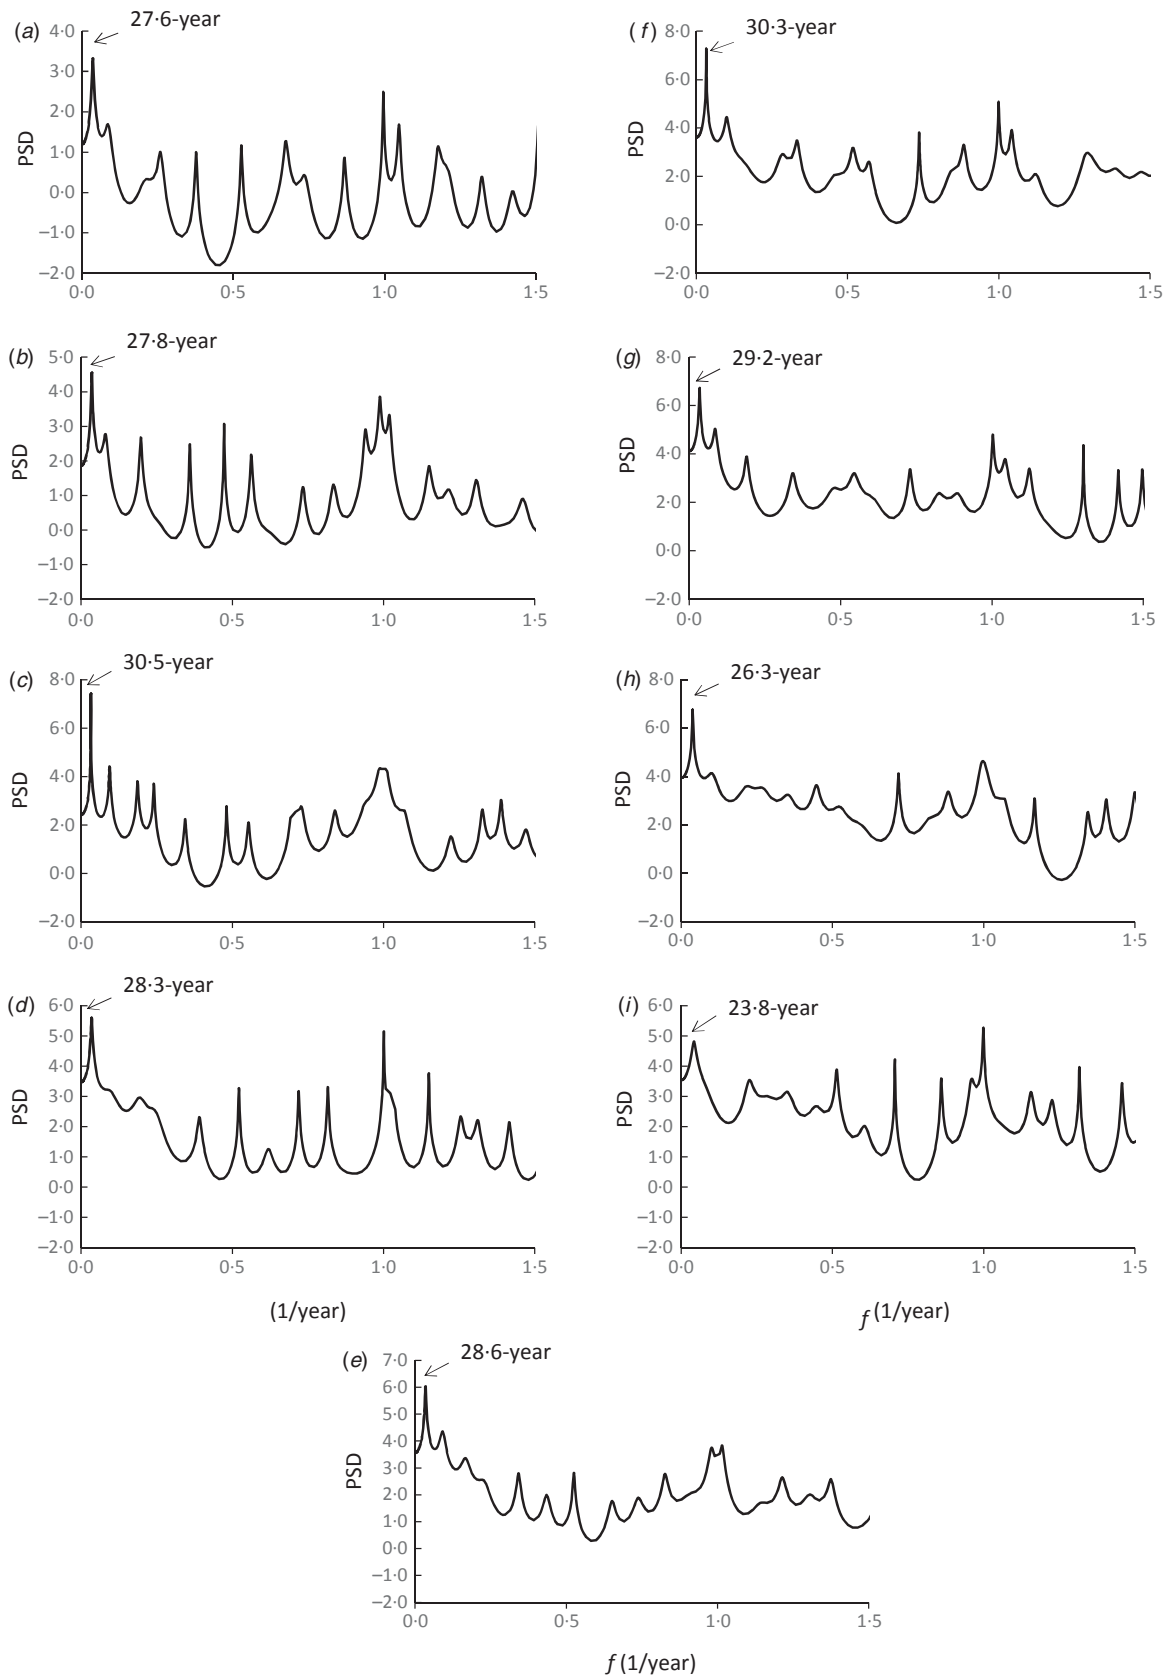 (a) 27·6-year
4·0
3·0
2·0
1·0
0·0
–1·0
–2·0
PSD
0·0 0·5 1·0 1·5
(b) 27·8-year
5·0
4·0
3·0
2·0
1·0
0·0
–1·0
–2·0
PSD
0·0 0·5 1·0 1·5
(c) 30·5-year
8·0
6·0
4·0
2·0
0·0
–2·0
PSD
0·0 0·5 1·0 1·5
(d) 28·3-year
6·0
5·0
4·0
3·0
2·0
1·0
0·0
–1·0
–2·0
PSD
0·0 0·5 1·0 1·5
(1/year)
(f) 30·3-year
8·0
6·0
4·0
2·0
0·0
–2·0
PSD
0·0 0·5 1·0 1·5
(g) 29·2-year
8·0
6·0
4·0
2·0
0·0
–2·0
PSD
0·0 0·5 1·0 1·5
(h) 26·3-year
8·0
6·0
4·0
2·0
0·0
–2·0
PSD
0·0 0·5 1·0 1·5
(i) 23·8-year
6·0
5·0
4·0
3·0
2·0
1·0
0·0
–1·0
–2·0
PSD
0·0 0·5 1·0 1·5
f (1/year)
(e) 28·6-year
7·0
6·0
5·0
4·0
3·0
2·0
1·0
0·0
–1·0
–2·0
PSD
0·0 0·5 1·0 1·5
f (1/year)